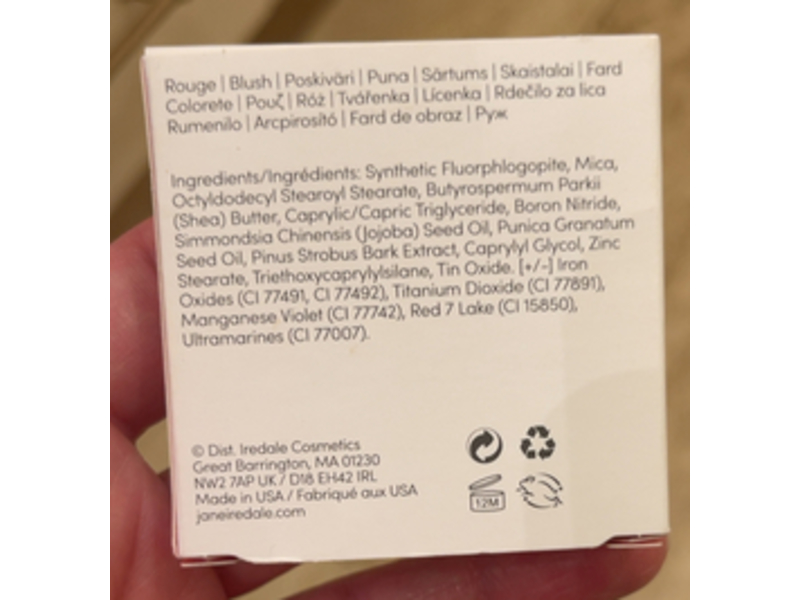 Rouge | Blush | Poskiväri | Puna | Sārtums | Skaistalai | Fard
Colorete | Ρουζ | Róż | Tvářenka | Lícenka | Rdečilo za lica
Rumenilo | Arcpirosító | Fard de obraz | Руж
Ingredients/Ingrédients: Synthetic Fluorphlogopite, Mica,
Octyldodecyl Stearoyl Stearate, Butyrospermum Parkii
(Shea) Butter, Caprylic/Capric Triglyceride, Boron Nitride,
Simmondsia Chinensis (Jojoba) Seed Oil, Punica Granatum
Seed Oil, Pinus Strobus Bark Extract, Caprylyl Glycol, Zinc
Stearate, Triethoxycaprylylsilane, Tin Oxide. [+/-] Iron
Oxides (CI 77491, CI 77492), Titanium Dioxide (CI 77891),
Manganese Violet (CI 77742), Red 7 Lake (CI 15850),
Ultramarines (CI 77007).
© Dist. Iredale Cosmetics
Great Barrington, MA 01230
NW2 7AP UK / D18 EH42 IRL
Made in USA / Fabriqué aux USA
janeiredale.com
12M